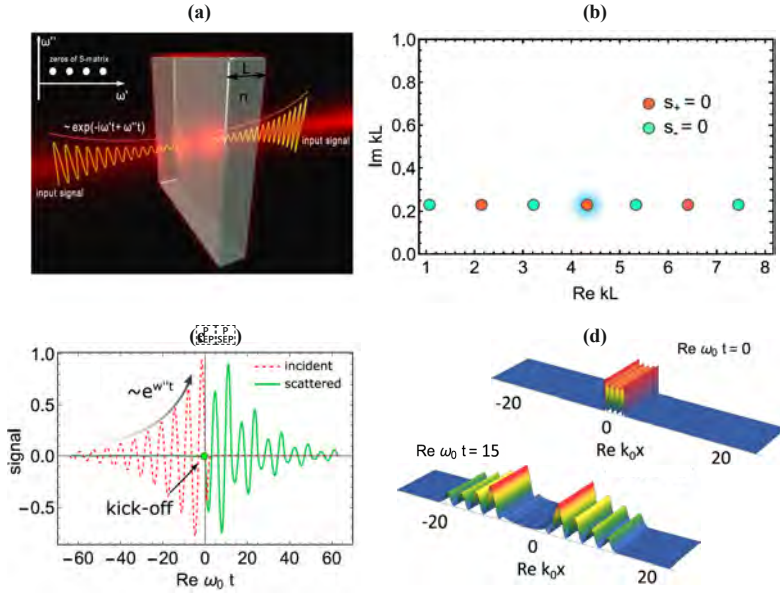 (a)
ω''
zeros of S-matrix
ω'
L
n
~ exp(-iω't+ ω''t)
input signal
input signal
(b)
Im kL
1.0
0.8
0.6
0.4
0.2
0.0
s₊ = 0
s₋ = 0
1 2 3 4 5 6 7 8
Re kL
(c
P SEP P SEP
)
signal
1.0
0.5
0.0
−0.5
~e^w''t
incident
scattered
kick-off
−60 −40 −20 0 20 40 60
Re ω₀ t
(d)
Re ω₀ t = 0
-20
0
Re k₀x
20
Re ω₀ t = 15
-20
0
Re k₀x
20